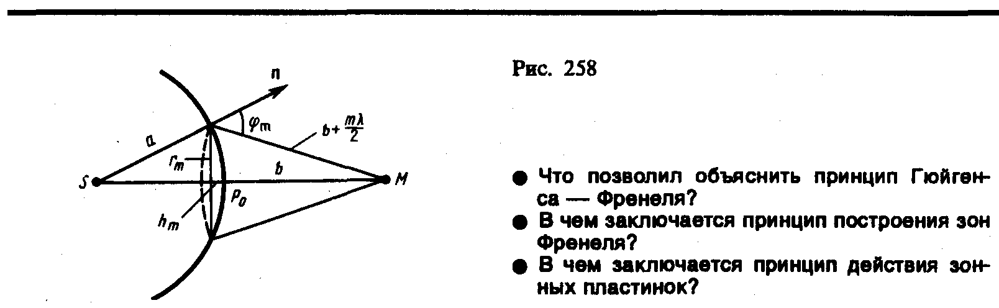 Рис. 258
n
φm
b + mλ/2
a
rm
b
S
M
P0
hm
● Что позволил объяснить принцип Гюйген-
са — Френеля?
● В чем заключается принцип построения зон
Френеля?
● В чем заключается принцип действия зон-
ных пластинок?